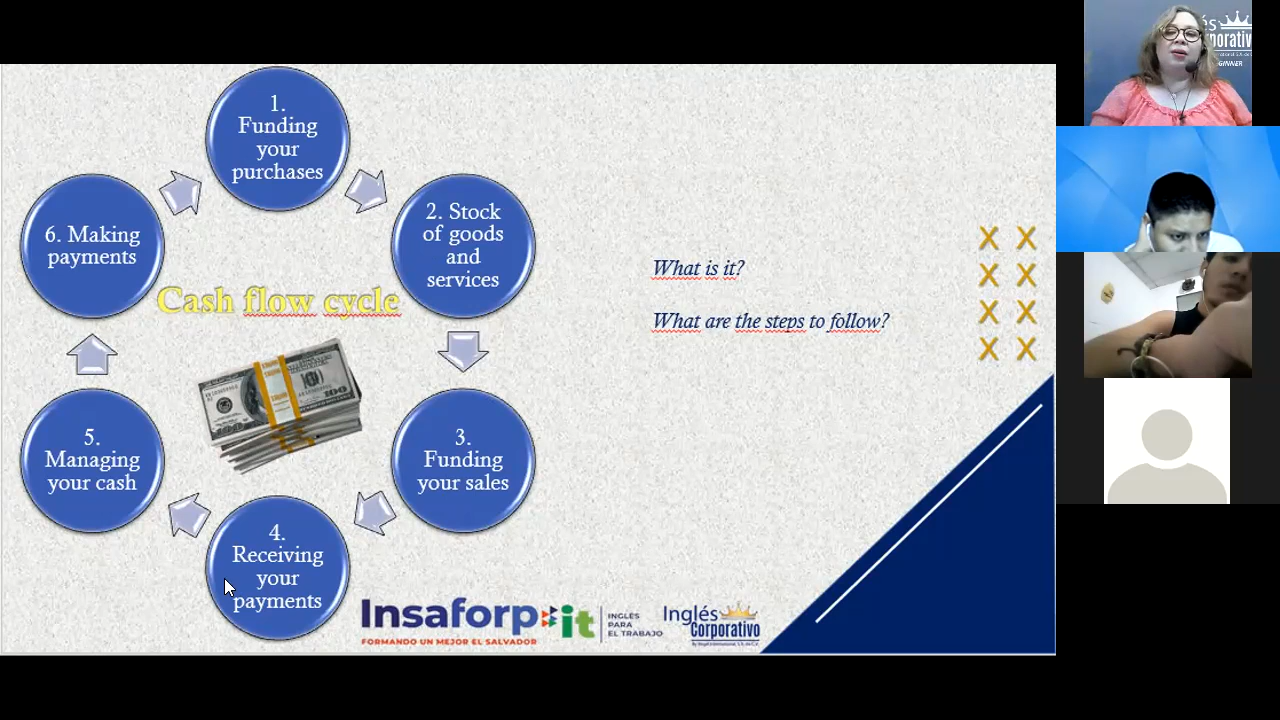 1.
Funding
your
purchases
2. Stock
of goods
and
services
3.
Funding
your sales
4.
Receiving
your
payments
5.
Managing
your cash
6. Making
payments
Cash flow cycle
What is it?
What are the steps to follow?
X X
X X
X X
X X
Insaforp it
FORMANDO UN MEJOR EL SALVADOR
INGLÉS
PARA
EL TRABAJO
Inglés
Corporativo